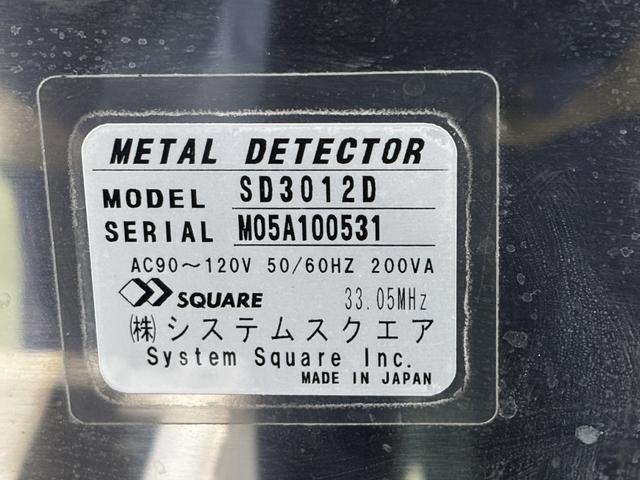 METAL DETECTOR
MODEL SD3012D
SERIAL M05A100531
AC90～120V 50/60HZ 200VA
SQUARE 33.05MHz
㈱システムスクエア
System Square Inc.
MADE IN JAPAN